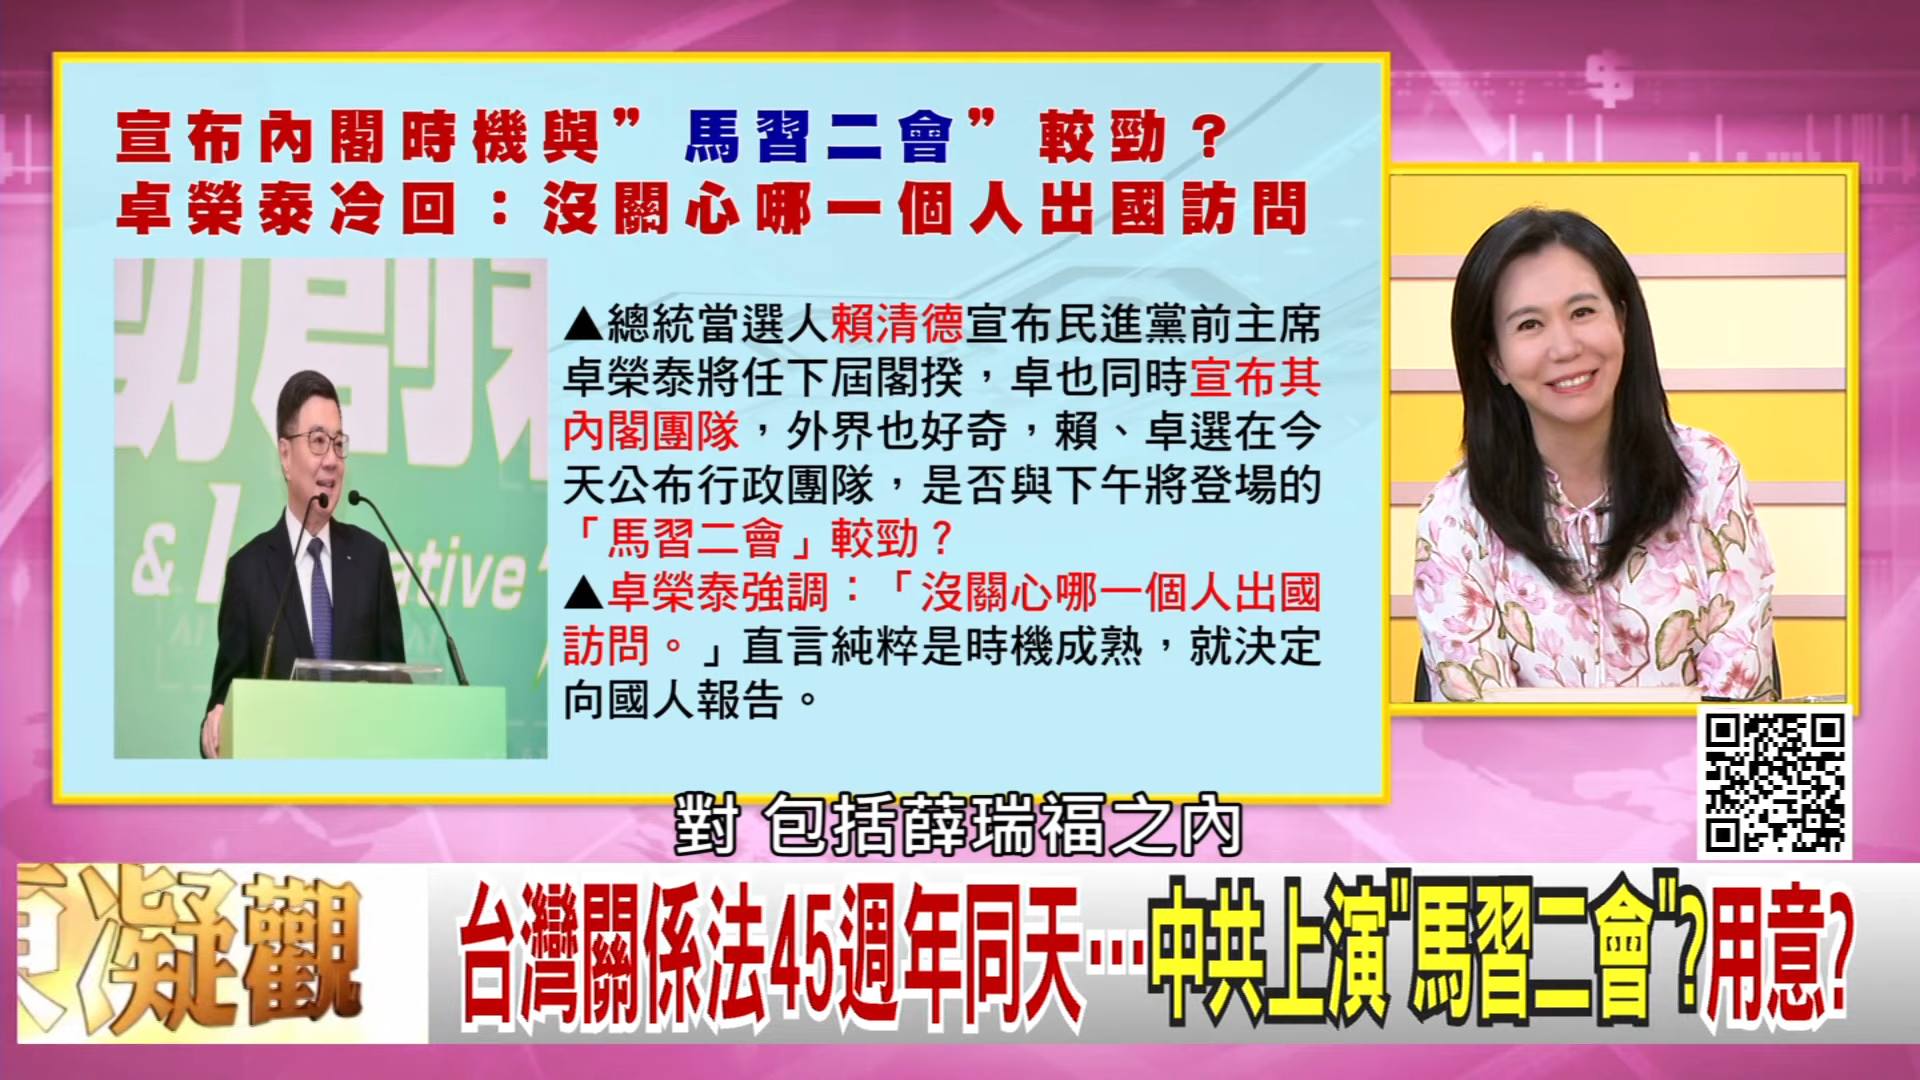 宣布內閣時機與”馬習二會”較勁？
卓榮泰冷回：沒關心哪一個人出國訪問
▲總統當選人賴清德宣布民進黨前主席
卓榮泰將任下屆閣揆，卓也同時宣布其
內閣團隊，外界也好奇，賴、卓選在今
天公布行政團隊，是否與下午將登場的
「馬習二會」較勁？
▲卓榮泰強調：「沒關心哪一個人出國
訪問。」直言純粹是時機成熟，就決定
向國人報告。
對 包括薛瑞福之內
凝觀
台灣關係法45週年同天…中共上演"馬習二會"?用意?